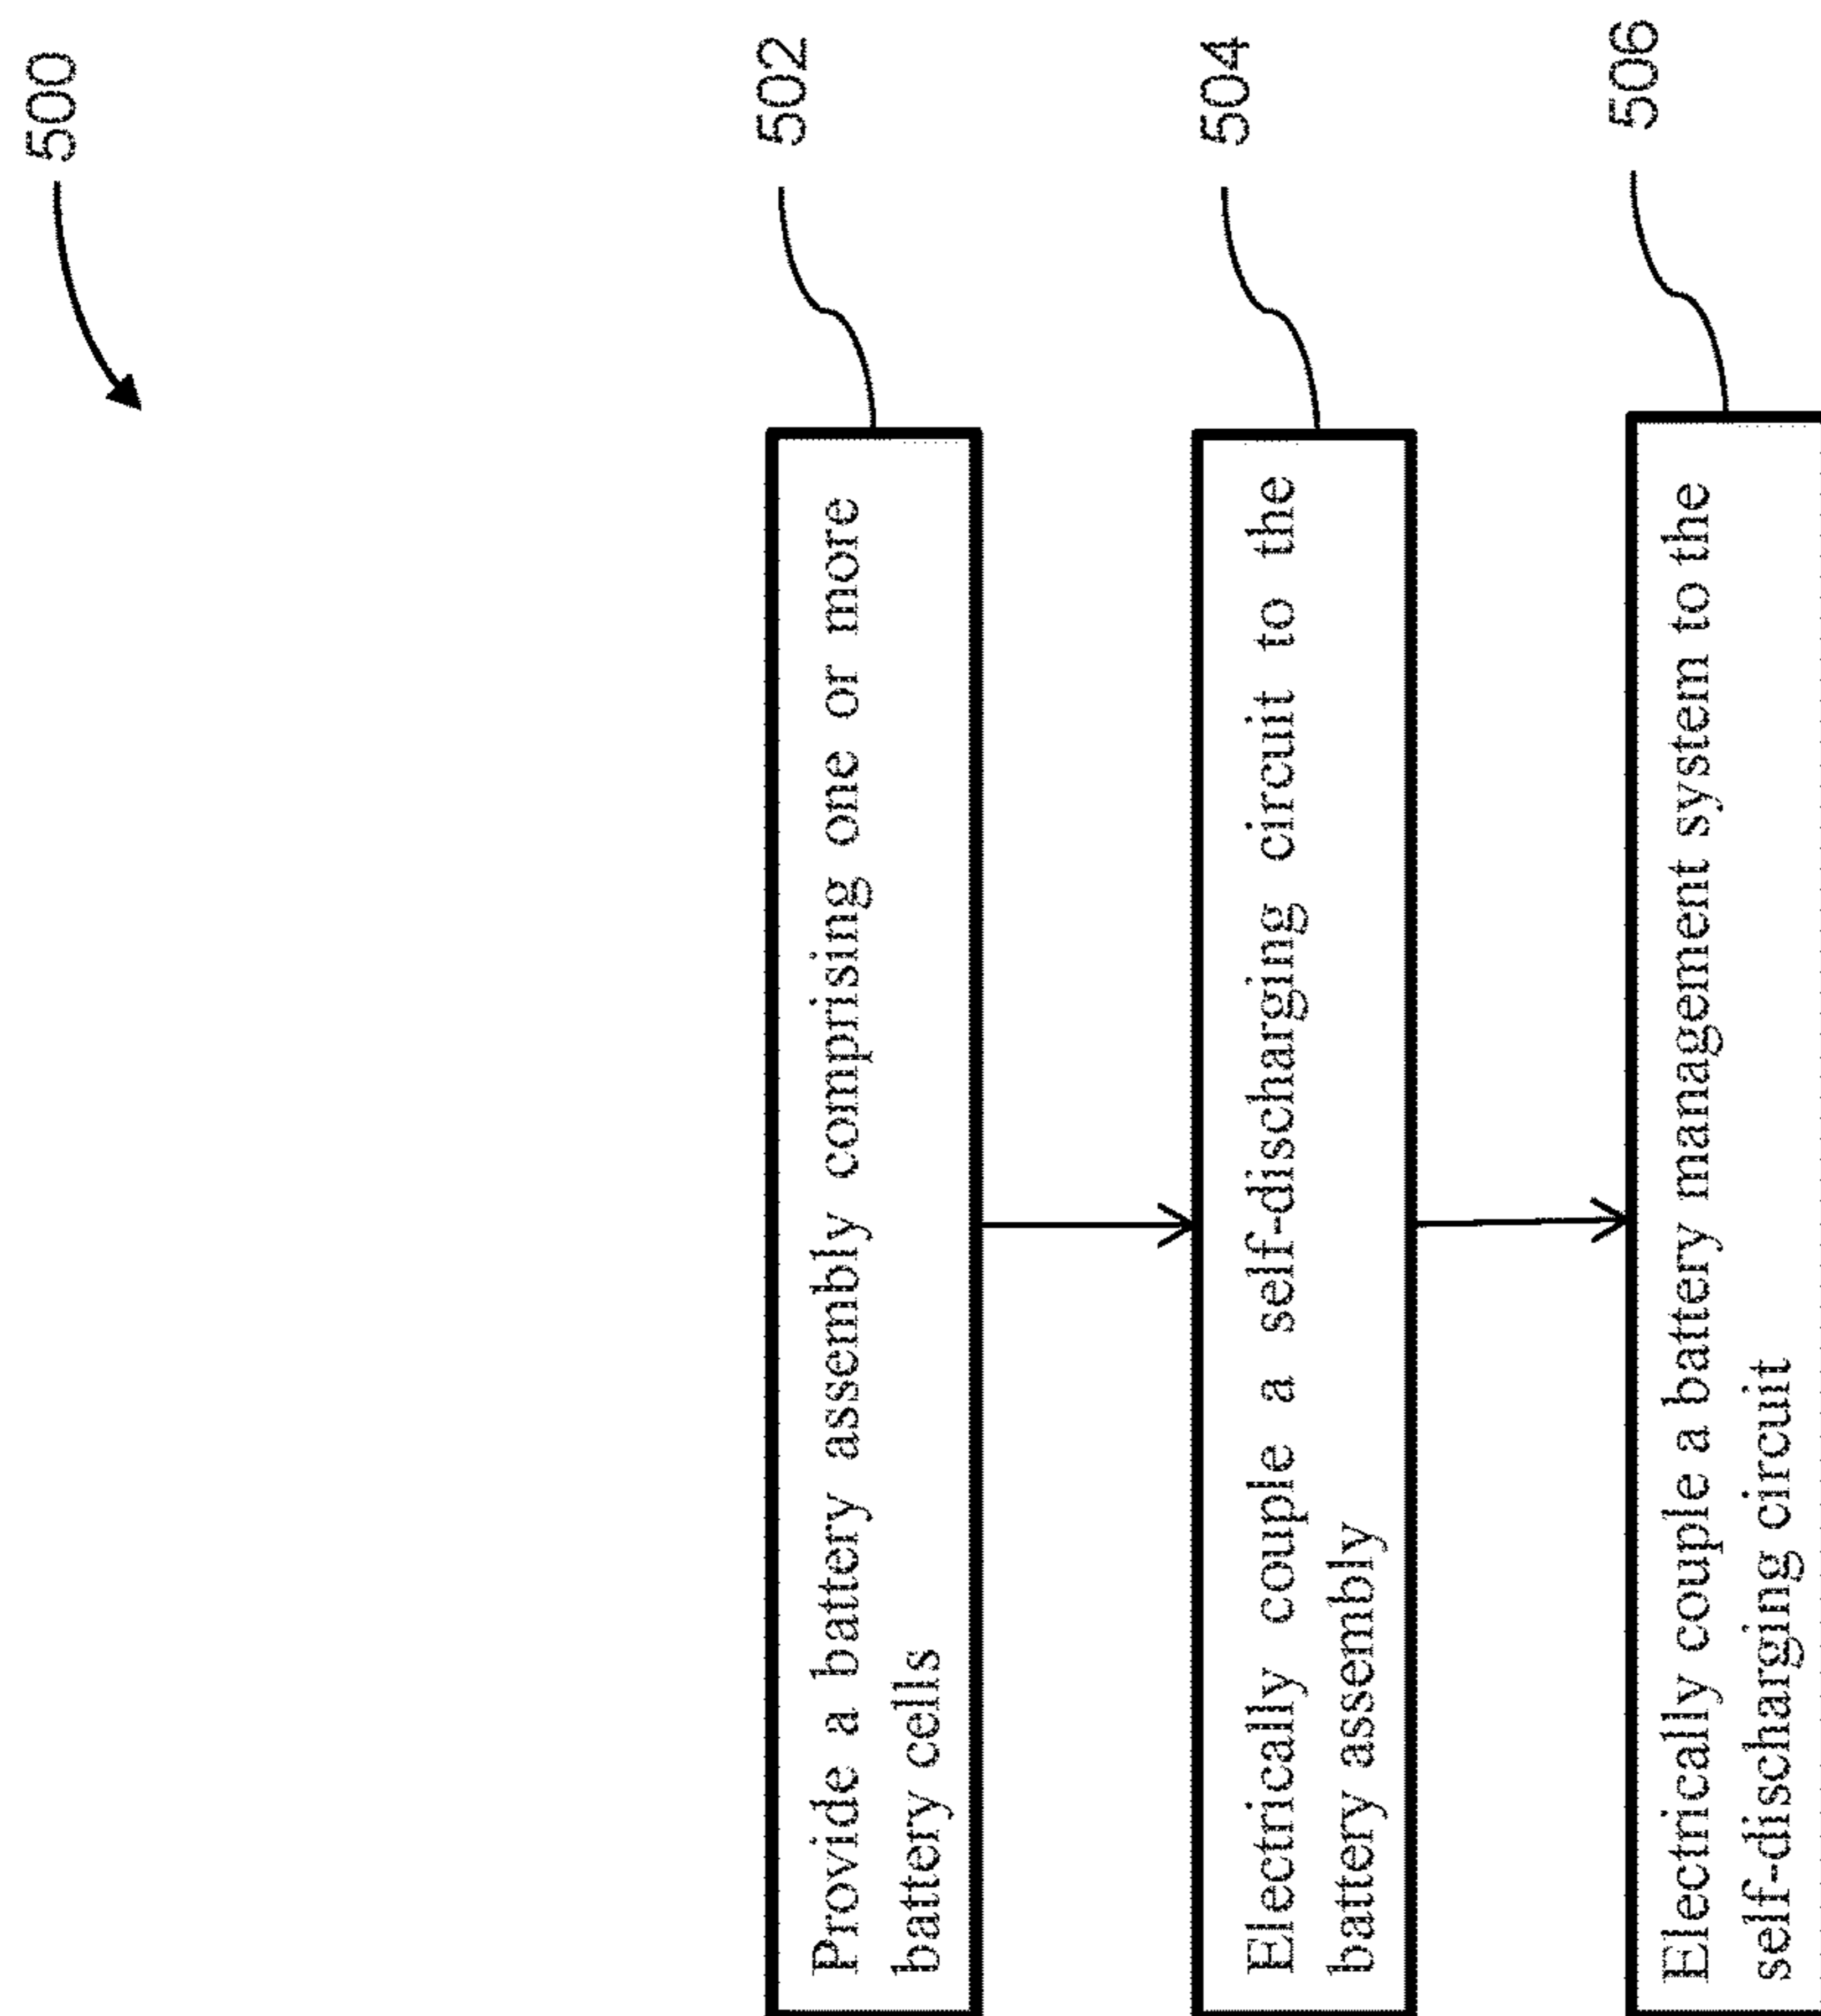 500
Provide a battery assembly comprising one or more
battery cells
502
Electrically couple a self-discharging circuit to the
battery assembly
504
Electrically couple a battery management system to the
self-discharging circuit
506